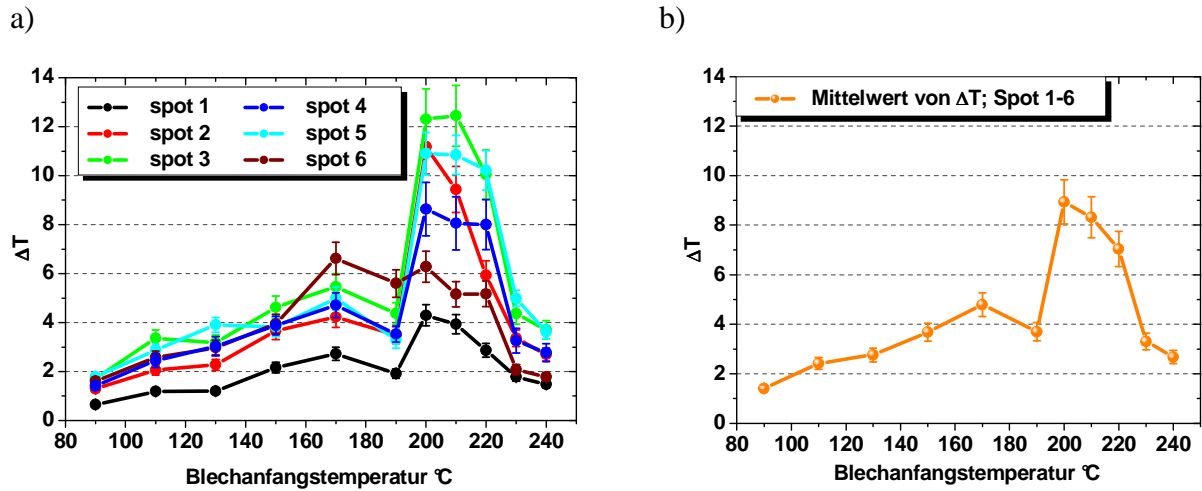 a)
14
12
10
8
6
4
2
0
ΔT
spot 1
spot 2
spot 3
spot 4
spot 5
spot 6
80 100 120 140 160 180 200 220 240
Blechanfangstemperatur °C
b)
14
12
10
8
6
4
2
0
ΔT
Mittelwert von ΔT; Spot 1-6
80 100 120 140 160 180 200 220 240
Blechanfangstemperatur °C